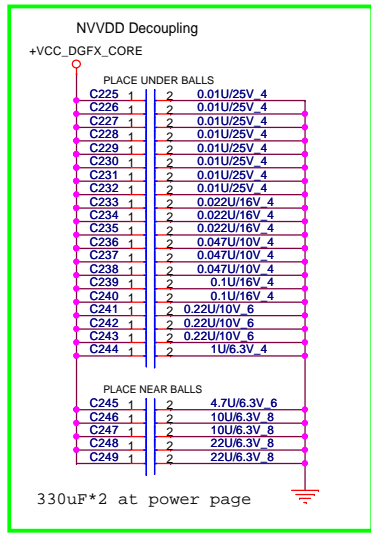 NVVDD Decoupling
+VCC_DGFX_CORE
PLACE UNDER BALLS
C225 1 2 0.01U/25V_4
C226 1 2 0.01U/25V_4
C227 1 2 0.01U/25V_4
C228 1 2 0.01U/25V_4
C229 1 2 0.01U/25V_4
C230 1 2 0.01U/25V_4
C231 1 2 0.01U/25V_4
C232 1 2 0.01U/25V_4
C233 1 2 0.022U/16V_4
C234 1 2 0.022U/16V_4
C235 1 2 0.022U/16V_4
C236 1 2 0.047U/10V_4
C237 1 2 0.047U/10V_4
C238 1 2 0.047U/10V_4
C239 1 2 0.1U/16V_4
C240 1 2 0.1U/16V_4
C241 1 2 0.22U/10V_6
C242 1 2 0.22U/10V_6
C243 1 2 0.22U/10V_6
C244 1 2 1U/6.3V_4
PLACE NEAR BALLS
C245 1 2 4.7U/6.3V_6
C246 1 2 10U/6.3V_8
C247 1 2 10U/6.3V_8
C248 1 2 22U/6.3V_8
C249 1 2 22U/6.3V_8
330uF*2 at power page